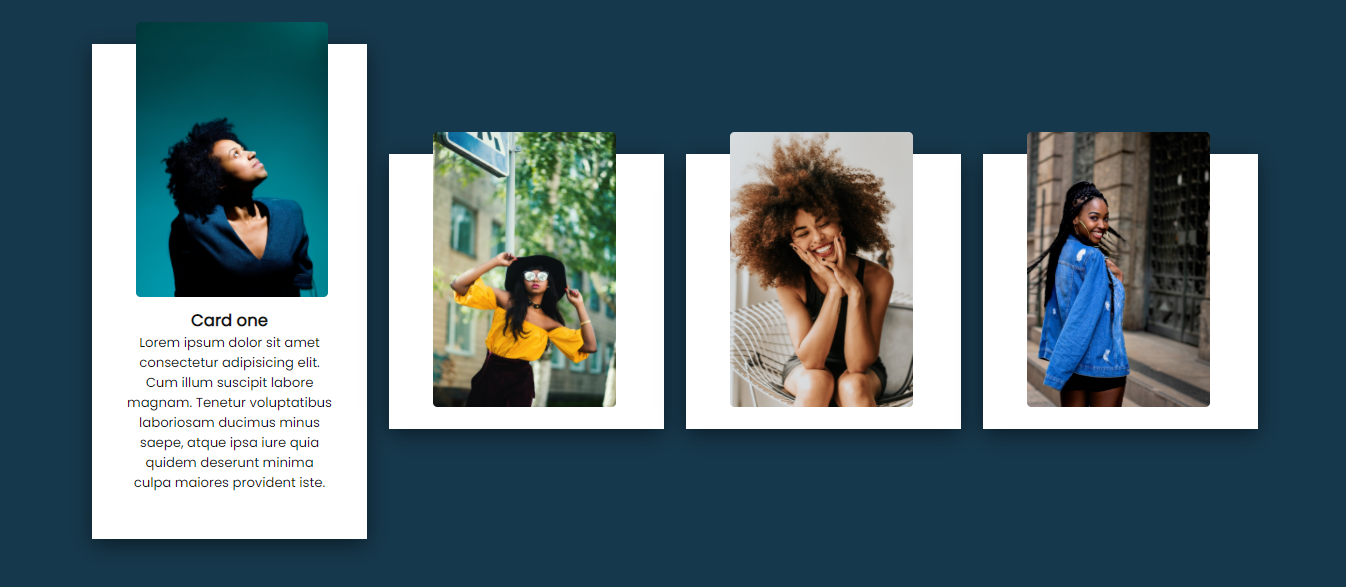 Card one
Lorem ipsum dolor sit amet
consectetur adipisicing elit.
Cum illum suscipit labore
magnam. Tenetur voluptatibus
laboriosam ducimus minus
saepe, atque ipsa iure quia
quidem deserunt minima
culpa maiores provident iste.